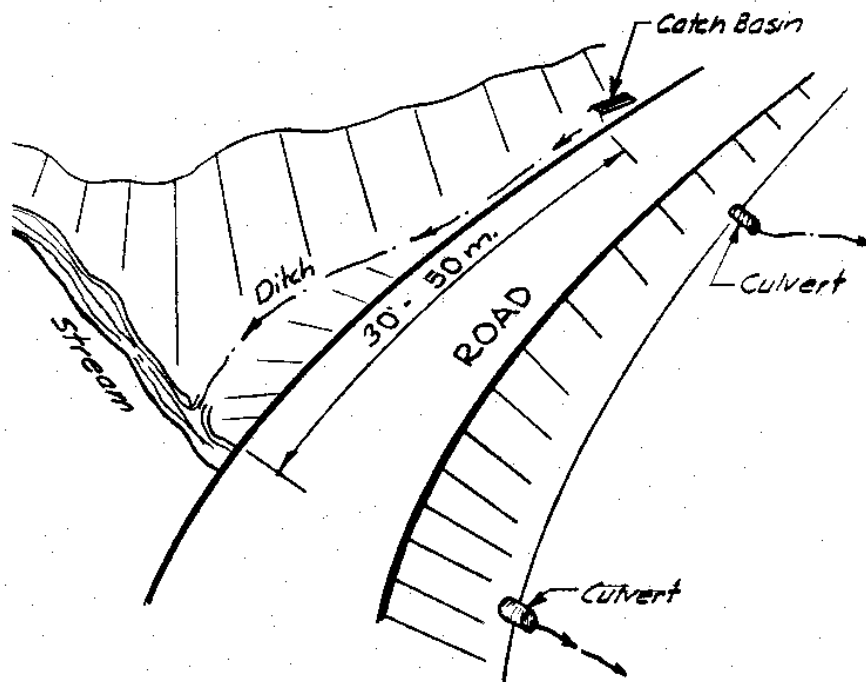 Catch Basin
Ditch
30 - 50 m.
Culvert
ROAD
Stream
Culvert